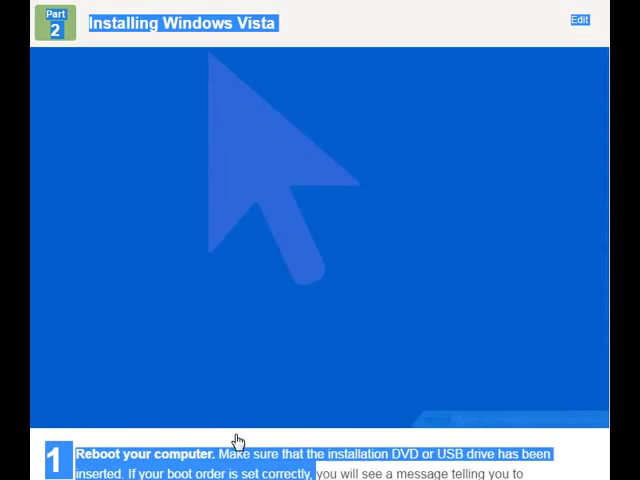 Part
2
Installing Windows Vista
Edit
1
Reboot your computer. Make sure that the installation DVD or USB drive has been
inserted. If your boot order is set correctly, you will see a message telling you to